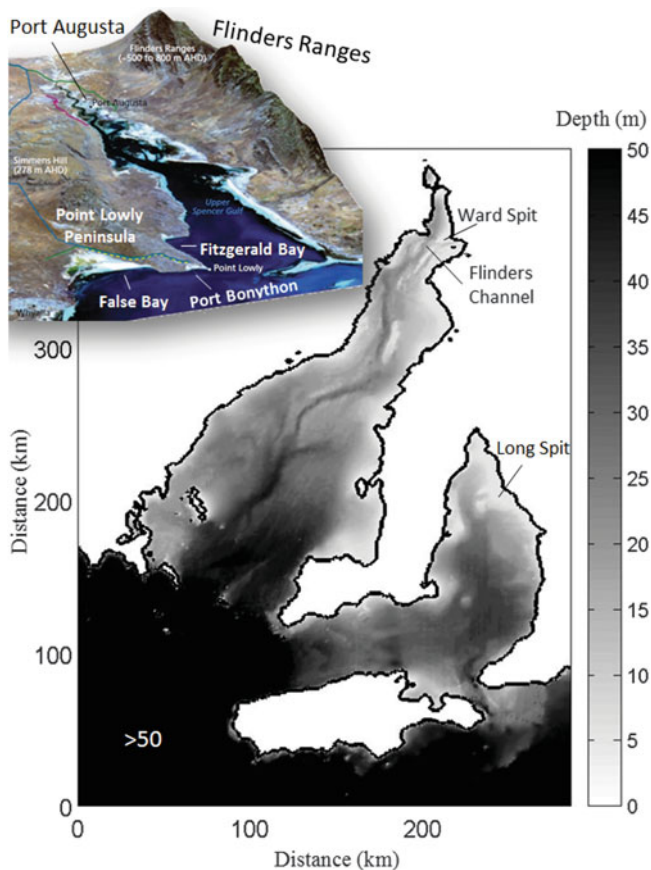 Port Augusta
Flinders Ranges
Flinders Ranges
(~500 to 800 m AHD)
Port Augusta
Simmens Hill
(278 m AHD)
Upper
Spencer Gulf
Point Lowly
Peninsula
Fitzgerald Bay
Point Lowly
False Bay
Port Bonython
Depth (m)
50
45
40
35
30
25
20
15
10
5
0
Ward Spit
Flinders
Channel
Long Spit
>50
300
200
100
0
Distance (km)
0
100
200
Distance (km)